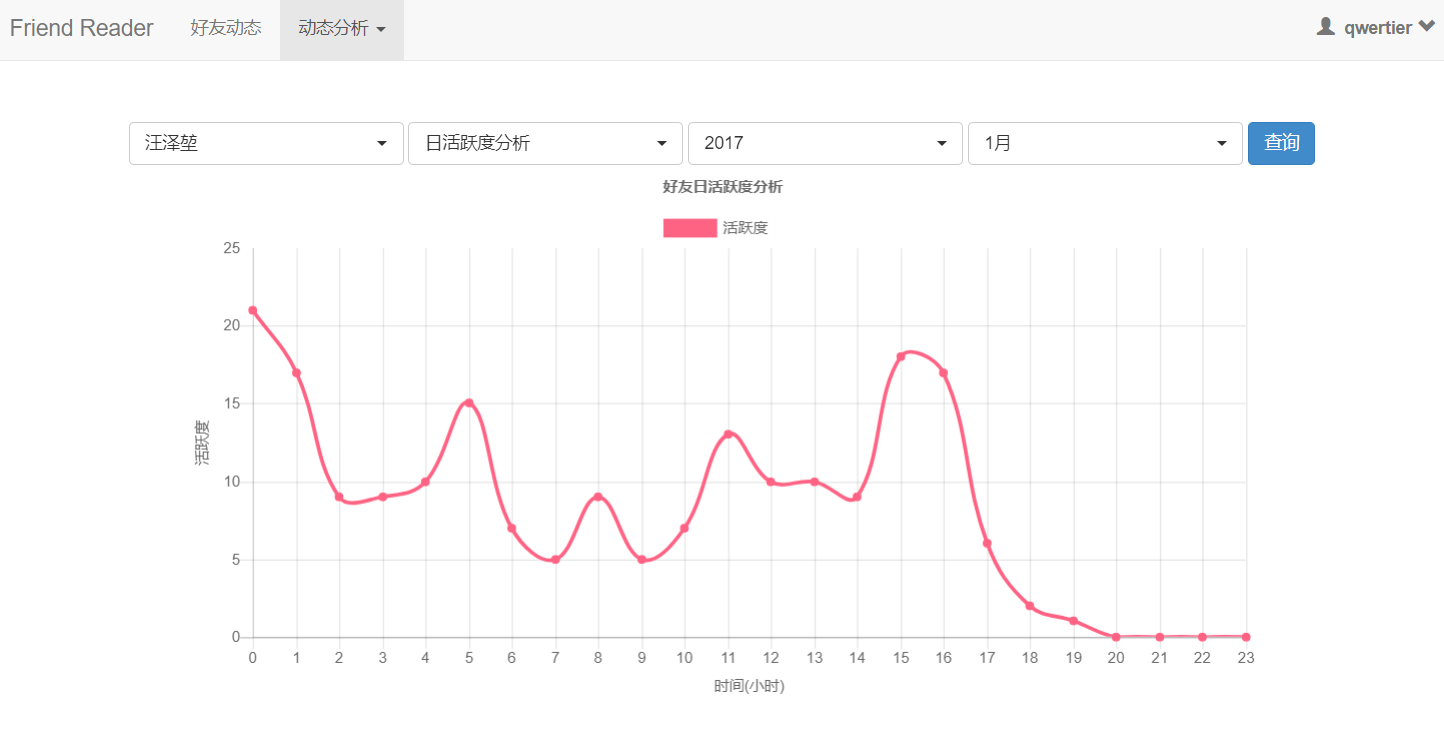 Friend Reader 好友动态 动态分析 qwertier
汪泽堃 日活跃度分析 2017 1月 查询
好友日活跃度分析
活跃度
25
20
15
10
5
0
活跃度
0 1 2 3 4 5 6 7 8 9 10 11 12 13 14 15 16 17 18 19 20 21 22 23
时间(小时)